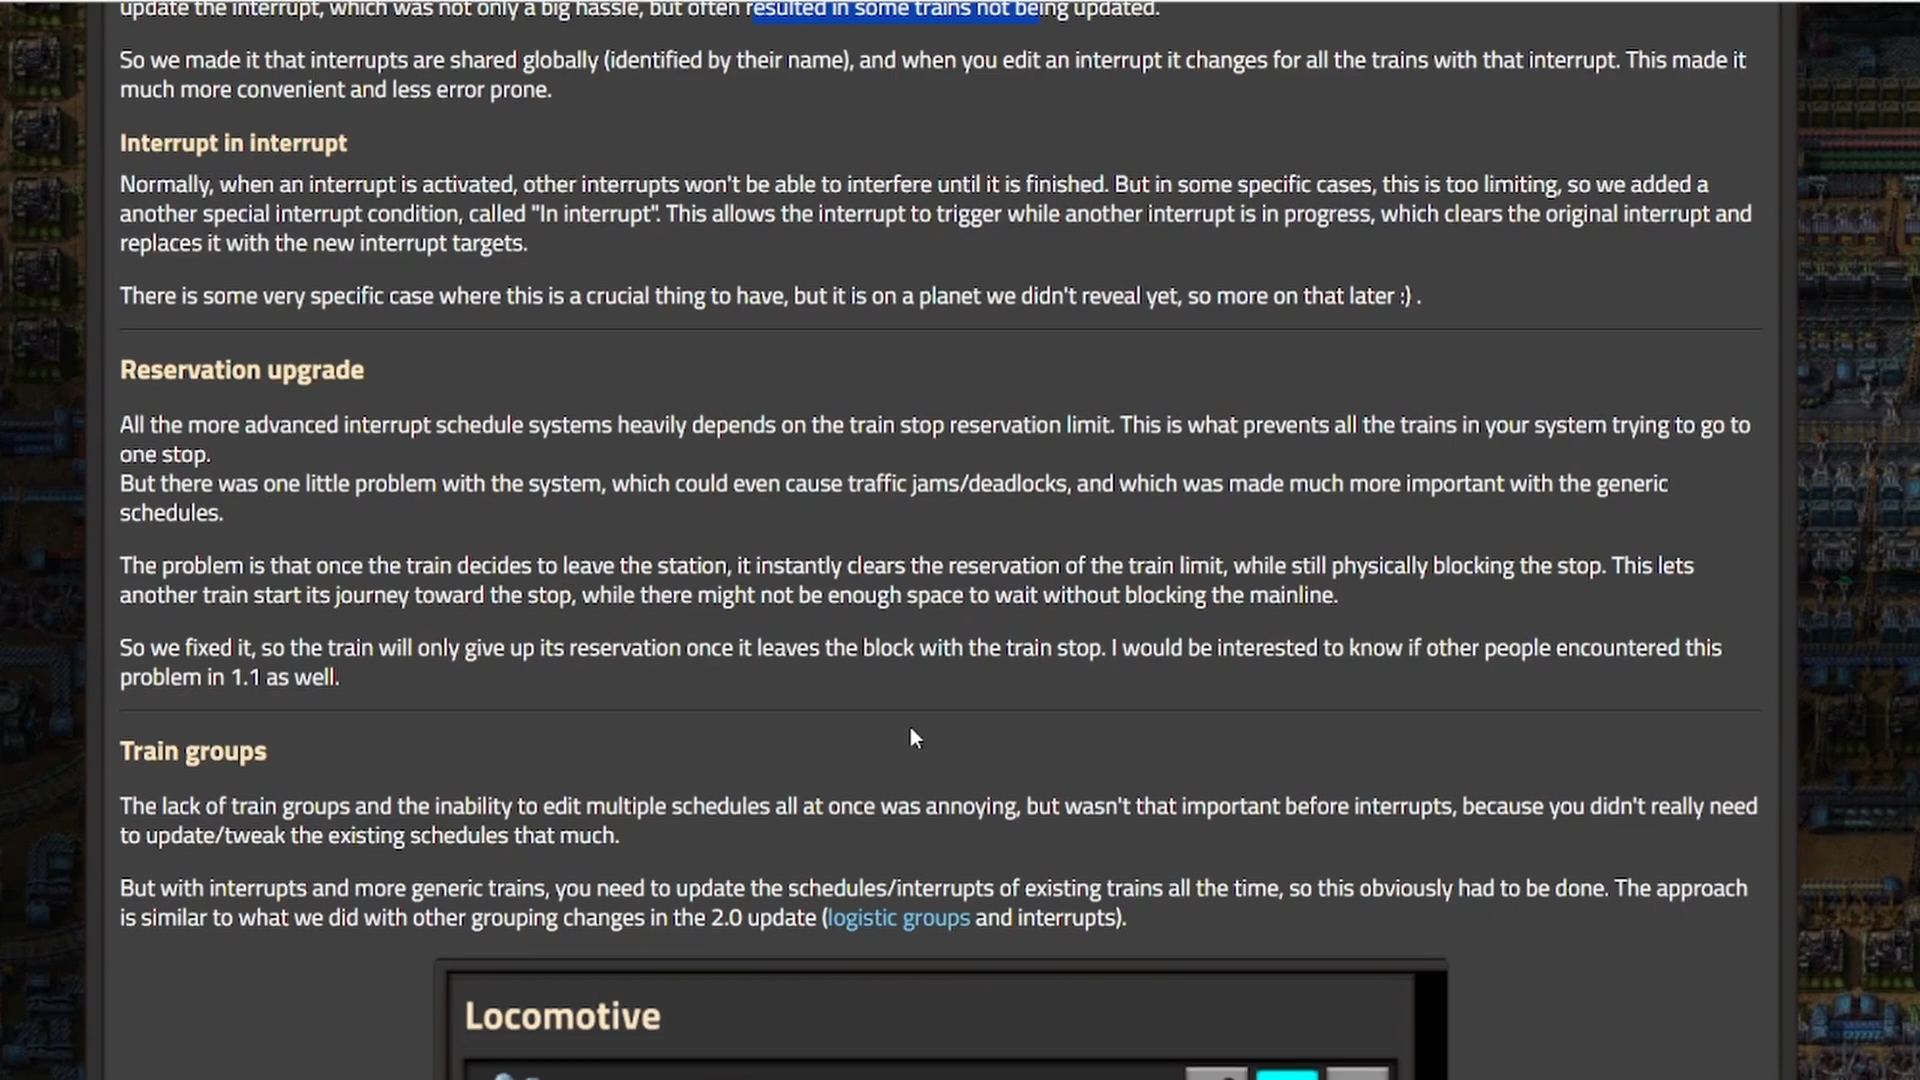 update the interrupt, which was not only a big hassle, but often resulted in some trains not being updated.
So we made it that interrupts are shared globally (identified by their name), and when you edit an interrupt it changes for all the trains with that interrupt. This made it
much more convenient and less error prone.
Interrupt in interrupt
Normally, when an interrupt is activated, other interrupts won't be able to interfere until it is finished. But in some specific cases, this is too limiting, so we added a
another special interrupt condition, called "In interrupt". This allows the interrupt to trigger while another interrupt is in progress, which clears the original interrupt and
replaces it with the new interrupt targets.
There is some very specific case where this is a crucial thing to have, but it is on a planet we didn't reveal yet, so more on that later :) .
Reservation upgrade
All the more advanced interrupt schedule systems heavily depends on the train stop reservation limit. This is what prevents all the trains in your system trying to go to
one stop.
But there was one little problem with the system, which could even cause traffic jams/deadlocks, and which was made much more important with the generic
schedules.
The problem is that once the train decides to leave the station, it instantly clears the reservation of the train limit, while still physically blocking the stop. This lets
another train start its journey toward the stop, while there might not be enough space to wait without blocking the mainline.
So we fixed it, so the train will only give up its reservation once it leaves the block with the train stop. I would be interested to know if other people encountered this
problem in 1.1 as well.
Train groups
The lack of train groups and the inability to edit multiple schedules all at once was annoying, but wasn't that important before interrupts, because you didn't really need
to update/tweak the existing schedules that much.
But with interrupts and more generic trains, you need to update the schedules/interrupts of existing trains all the time, so this obviously had to be done. The approach
is similar to what we did with other grouping changes in the 2.0 update (logistic groups and interrupts).
Locomotive